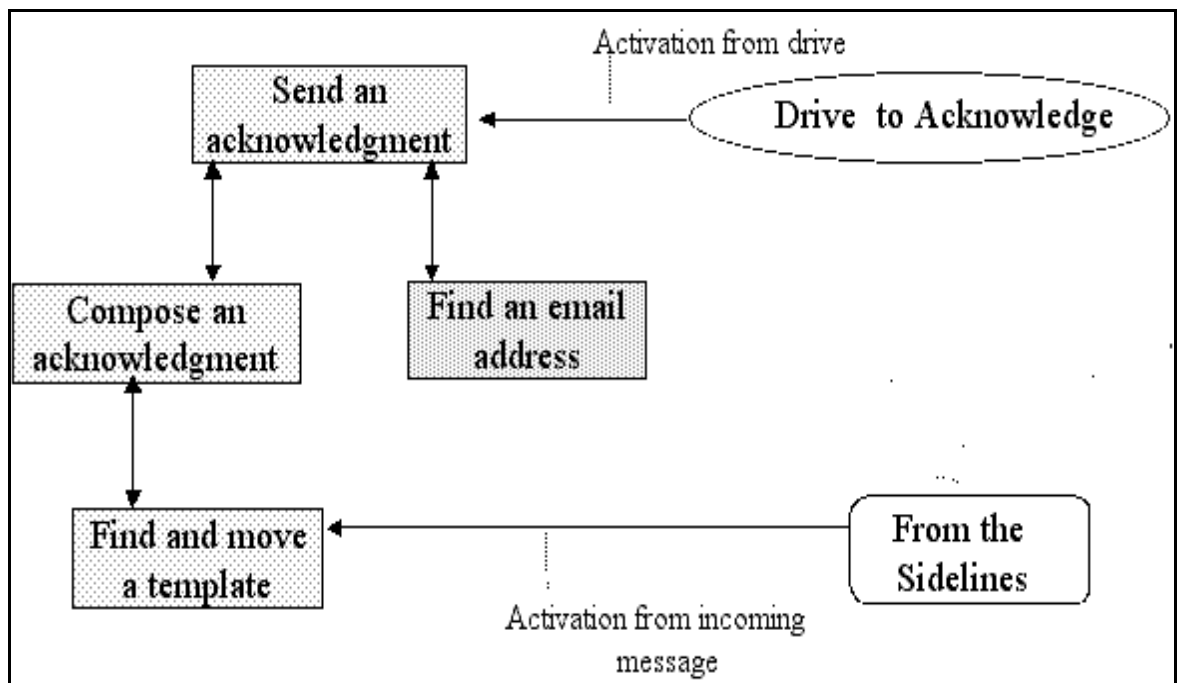 Activation from drive
Send an
acknowledgment
Drive to Acknowledge
Compose an
acknowledgment
Find an email
address
Find and move
a template
From the
Sidelines
Activation from incoming
message